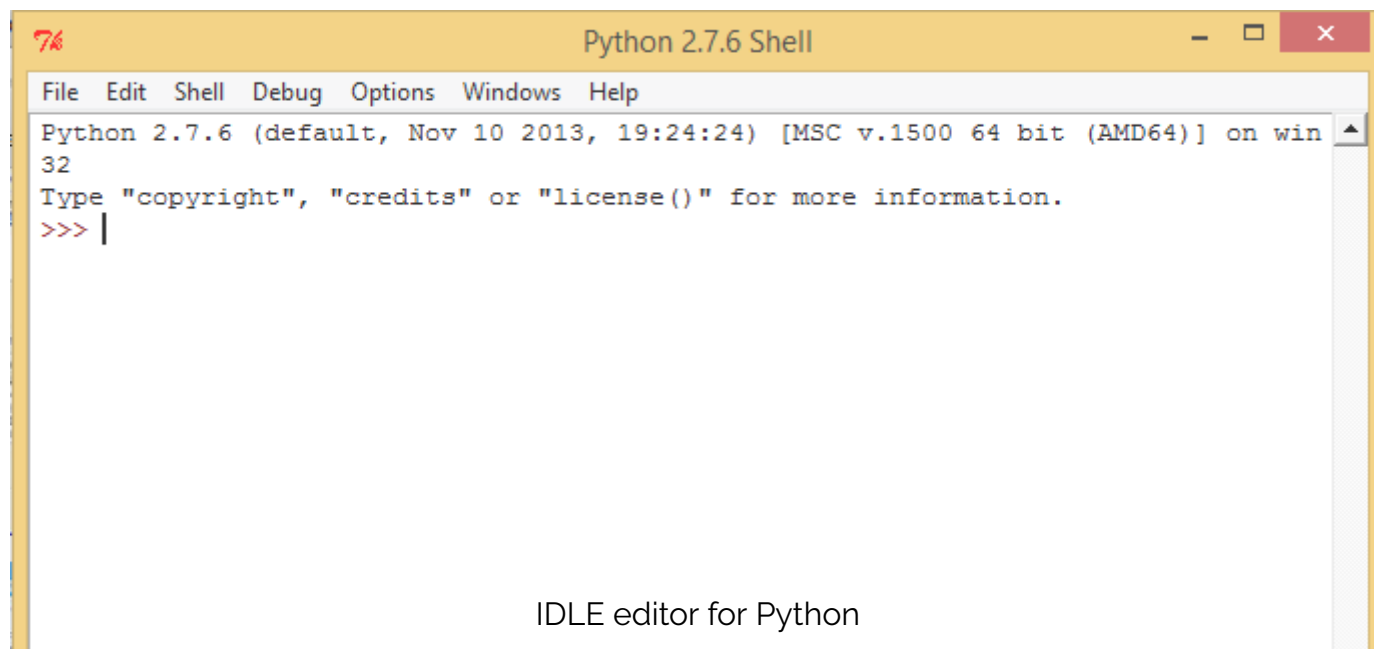 Python 2.7.6 Shell
File Edit Shell Debug Options Windows Help
Python 2.7.6 (default, Nov 10 2013, 19:24:24) [MSC v.1500 64 bit (AMD64)] on win
32
Type "copyright", "credits" or "license()" for more information.
>>>
IDLE editor for Python